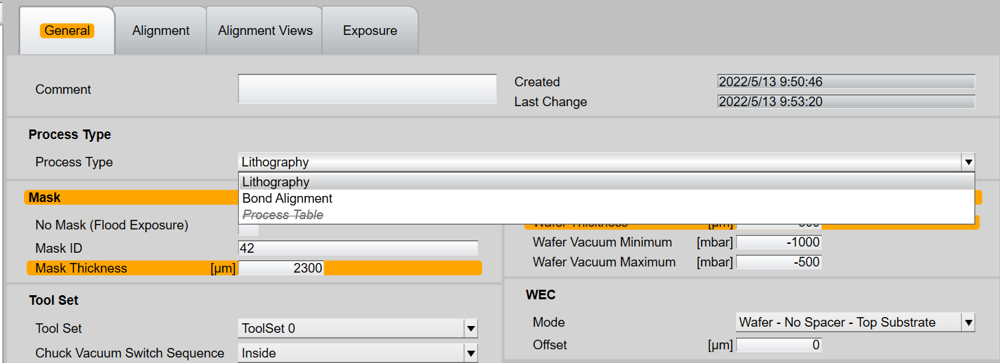 General Alignment Alignment Views Exposure
Comment
Created 2022/5/13 9:50:46
Last Change 2022/5/13 9:53:20
Process Type
Process Type Lithography
Lithography
Bond Alignment
Process Table
Mask
No Mask (Flood Exposure)
Wafer Thickness [µm]
Mask ID 42
Wafer Vacuum Minimum [mbar] -1000
Mask Thickness [µm] 2300
Wafer Vacuum Maximum [mbar] -500
Tool Set
Tool Set ToolSet 0
Chuck Vacuum Switch Sequence Inside
WEC
Mode Wafer - No Spacer - Top Substrate
Offset [µm] 0